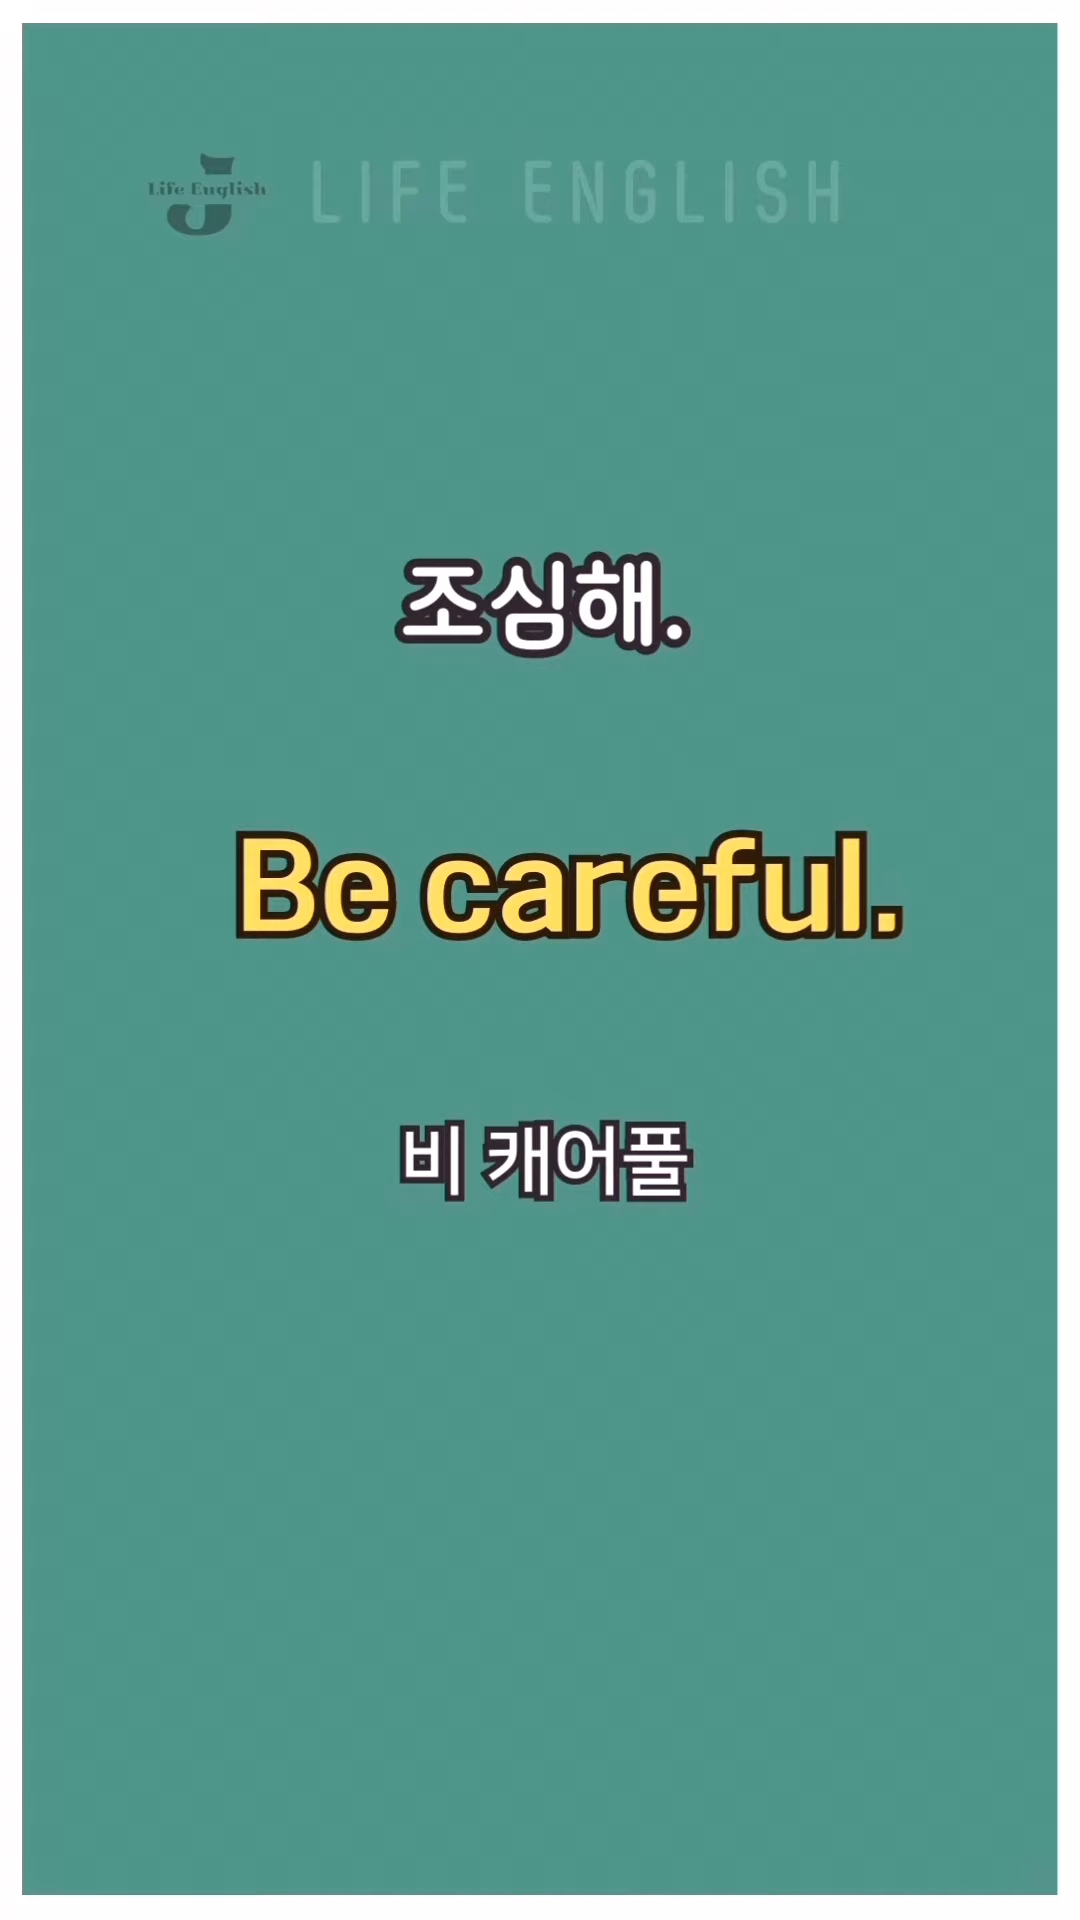 Life English
LIFE ENGLISH
조심해.
Be careful.
비 캐어풀